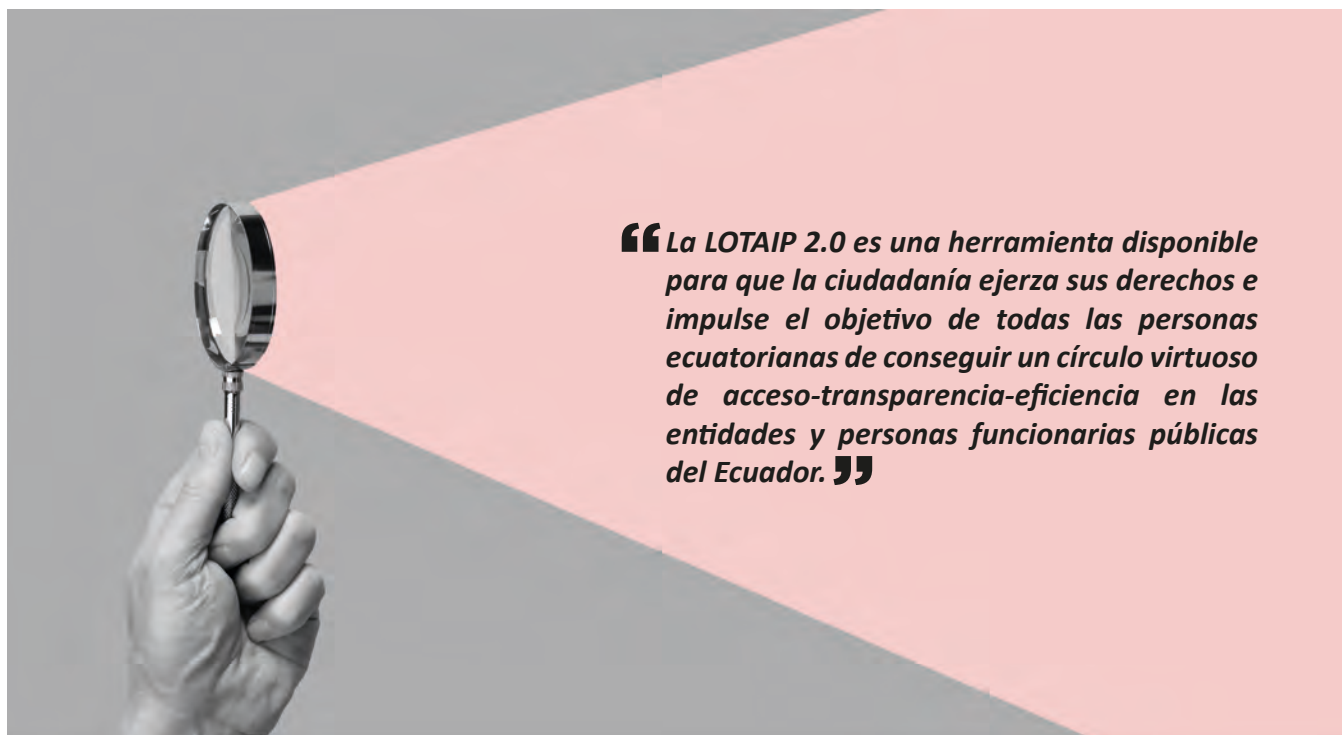 “La LOTAIP 2.0 es una herramienta disponible
para que la ciudadanía ejerza sus derechos e
impulse el objetivo de todas las personas
ecuatorianas de conseguir un círculo virtuoso
de acceso-transparencia-eficiencia en las
entidades y personas funcionarias públicas
del Ecuador.”